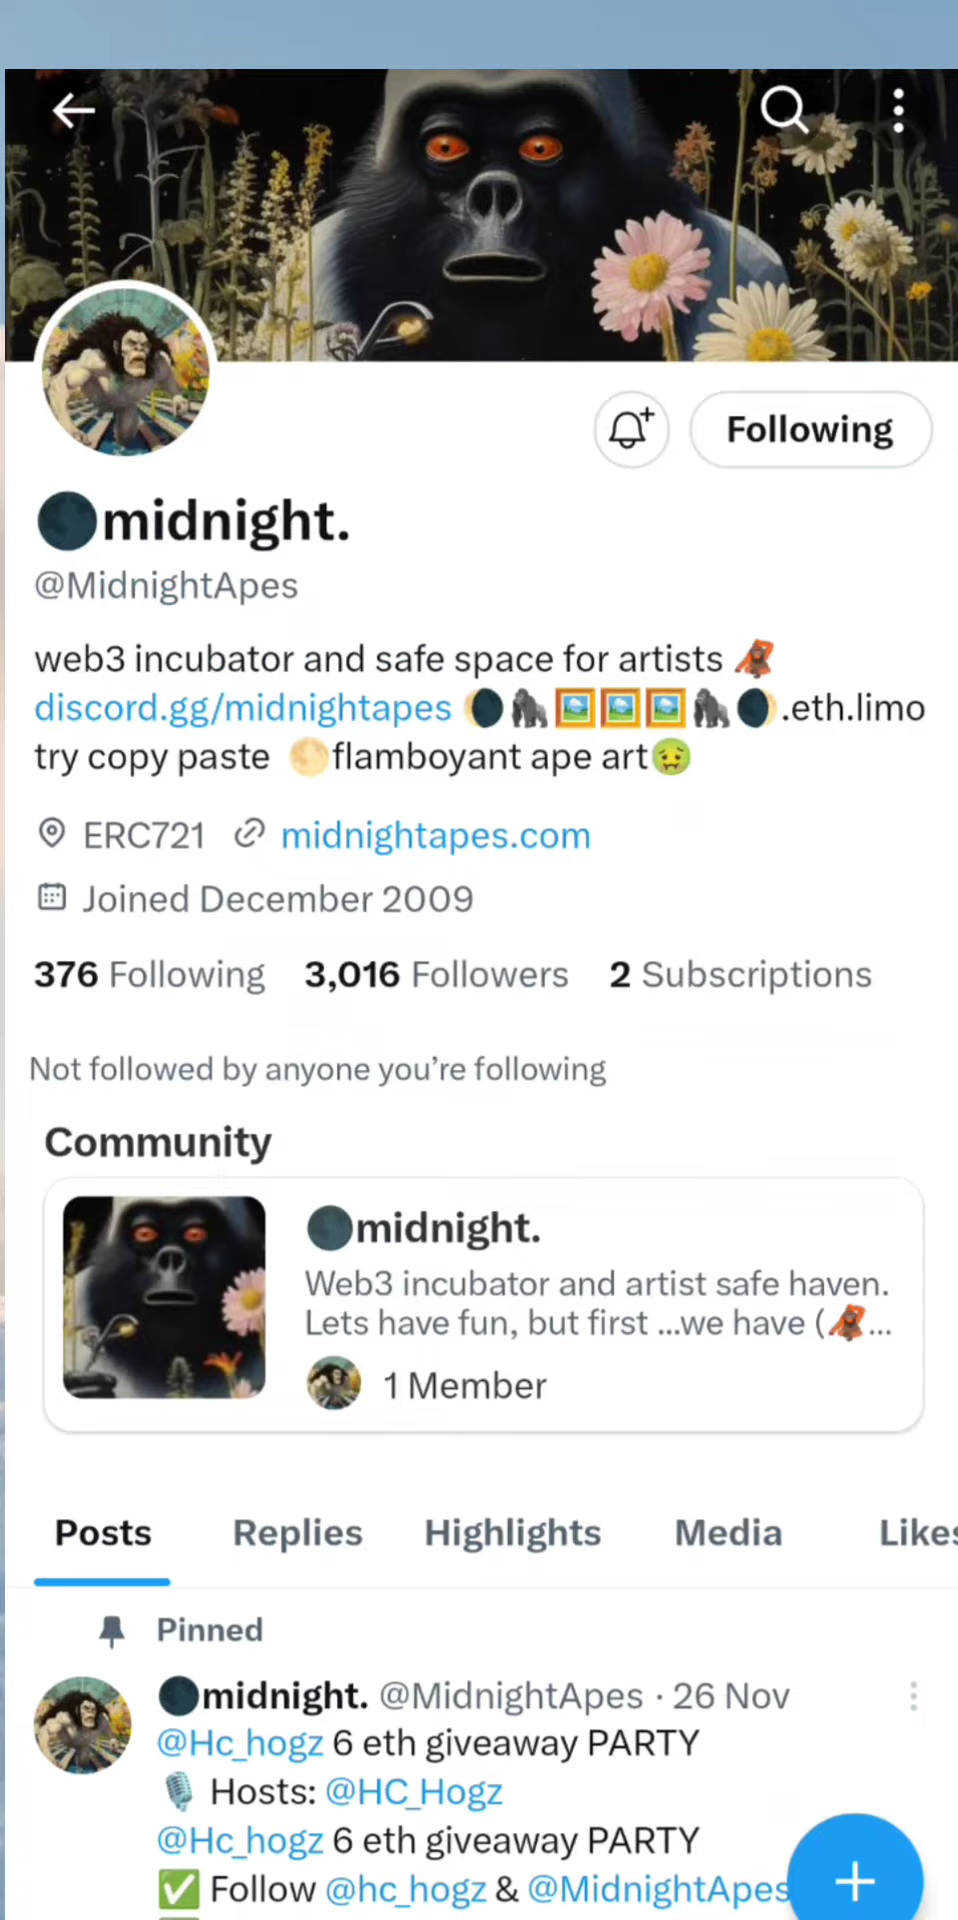 Following
🌑midnight.
@MidnightApes
web3 incubator and safe space for artists 🦧
discord.gg/midnightapes 🌘🦍🖼️🖼️🖼️🦍🌒.eth.limo
try copy paste 🌕flamboyant ape art🤢
ERC721 midnightapes.com
Joined December 2009
376 Following 3,016 Followers 2 Subscriptions
Not followed by anyone you’re following
Community
🌑midnight.
Web3 incubator and artist safe haven.
Lets have fun, but first ...we have (🦧...
1 Member
Posts Replies Highlights Media Likes
Pinned
🌑midnight. @MidnightApes · 26 Nov
@Hc_hogz 6 eth giveaway PARTY
🎙️ Hosts: @HC_Hogz
@Hc_hogz 6 eth giveaway PARTY
✅ Follow @hc_hogz & @MidnightApes